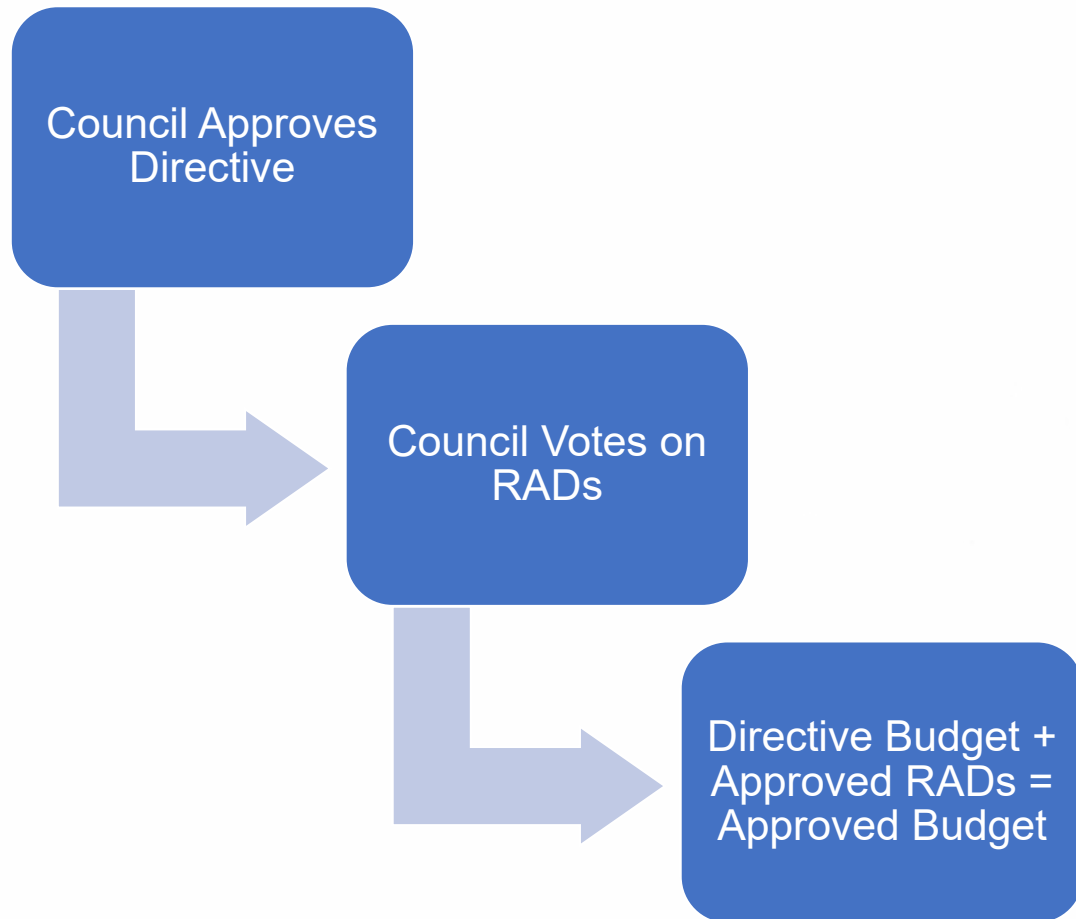 Council Approves
Directive
Council Votes on
RADs
Directive Budget +
Approved RADs =
Approved Budget